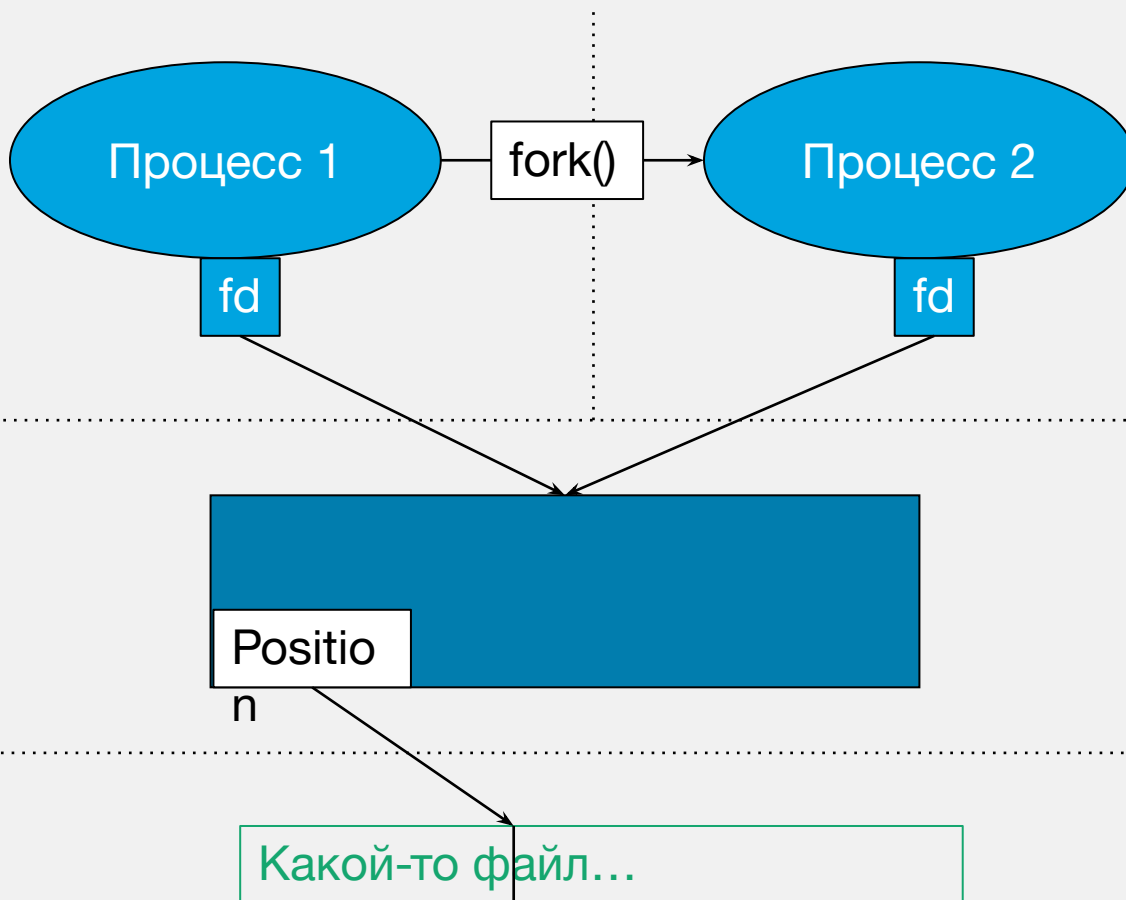 Процесс 1
fork()
Процесс 2
fd
fd
Positio
n
Какой-то файл...